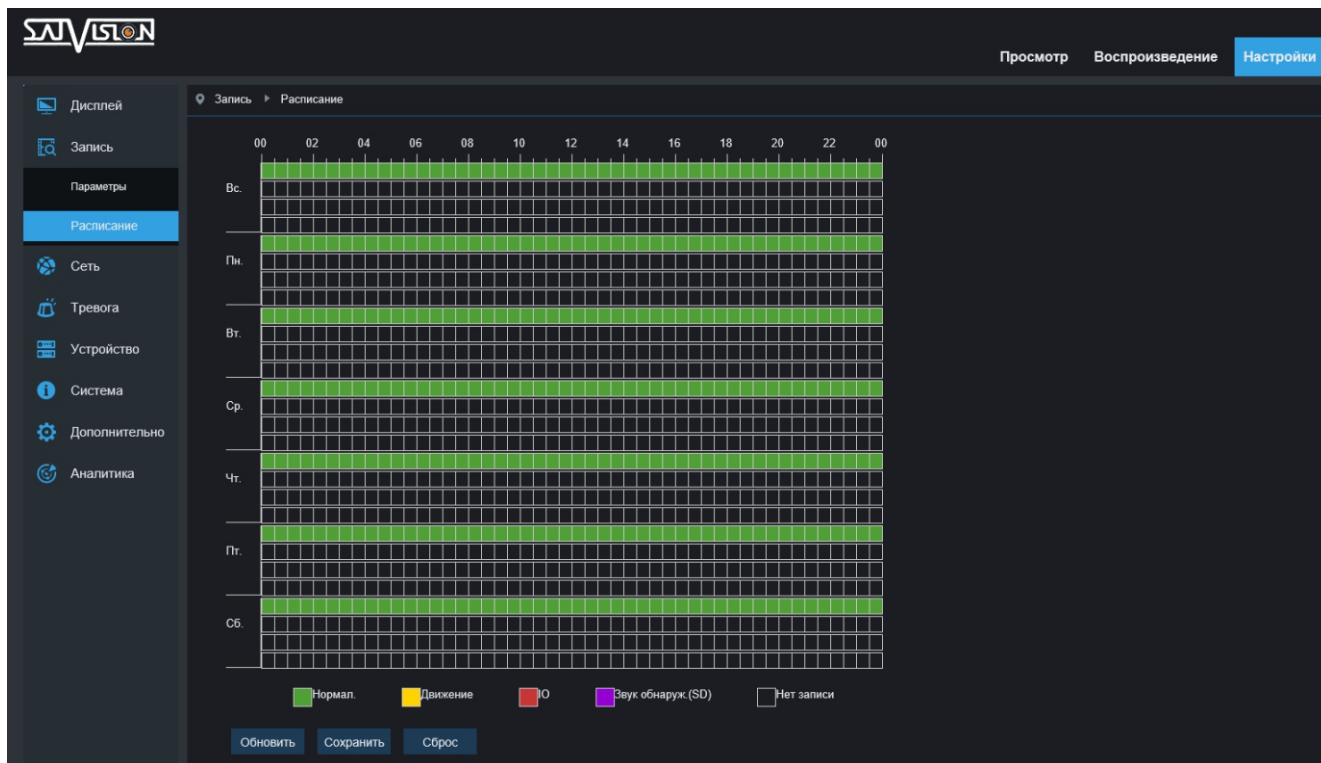 SATVISION
Просмотр Воспроизведение Настройки
Дисплей
Запись
Параметры
Расписание
Сеть
Тревога
Устройство
Система
Дополнительно
Аналитика
Запись Расписание
00 02 04 06 08 10 12 14 16 18 20 22 00
Вс.
Пн.
Вт.
Ср.
Чт.
Пт.
Сб.
Нормал. Движение IO Звук обнаруж.(SD) Нет записи
Обновить Сохранить Сброс